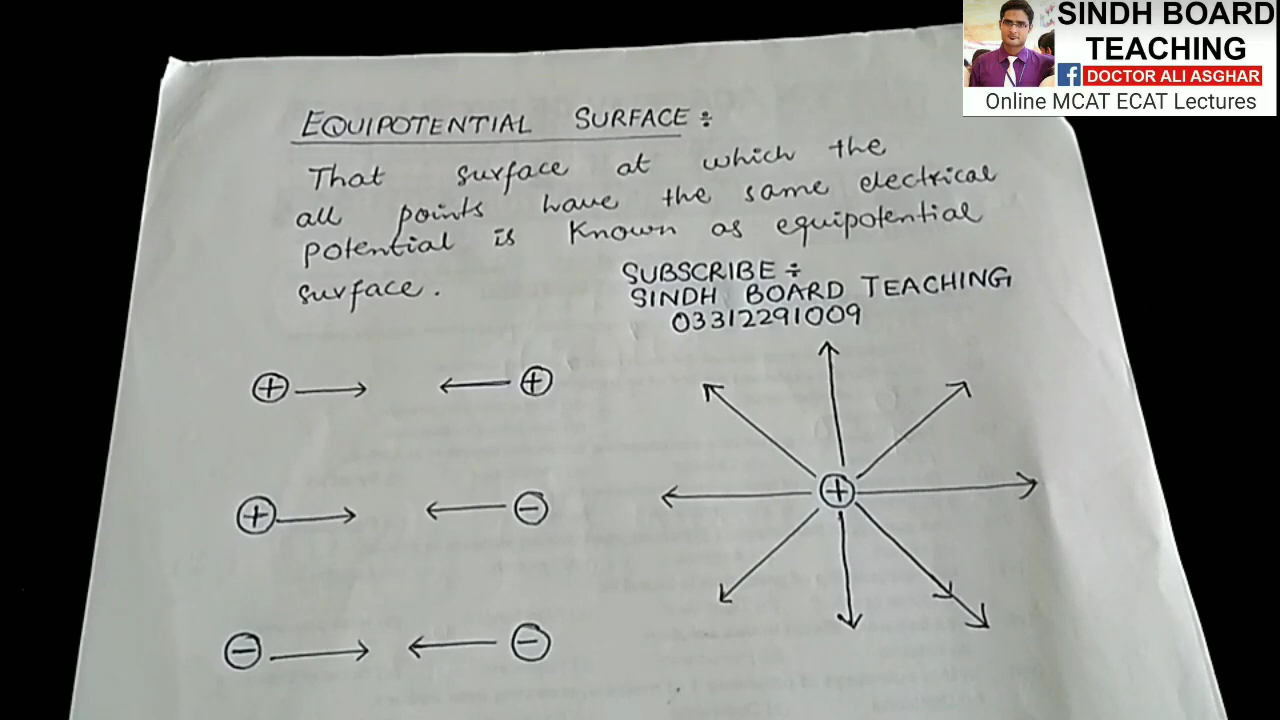 SINDH BOARD
TEACHING
f DOCTOR ALI ASGHAR
Online MCAT ECAT Lectures
EQUIPOTENTIAL SURFACE ÷
That surface at which the
all points have the same electrical
potential is known as equipotential
surface.
SUBSCRIBE ÷
SINDH BOARD TEACHING
03312291009
+ → ← +
+ → ← −
− → ← −
+